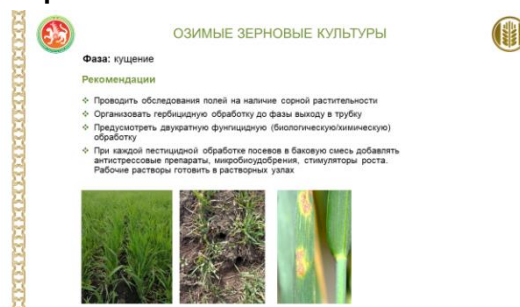 ОЗИМЫЕ ЗЕРНОВЫЕ КУЛЬТУРЫ
Фаза: кущение
Рекомендации
❖ Проводить обследования полей на наличие сорной растительности
❖ Организовать гербицидную обработку до фазы выходу в трубку
❖ Предусмотреть двукратную фунгицидную (биологическую/химическую)
обработку
❖ При каждой пестицидной обработке посевов в баковую смесь добавлять
антистрессовые препараты, микробиоудобрения, стимуляторы роста.
Рабочие растворы готовить в растворных узлах